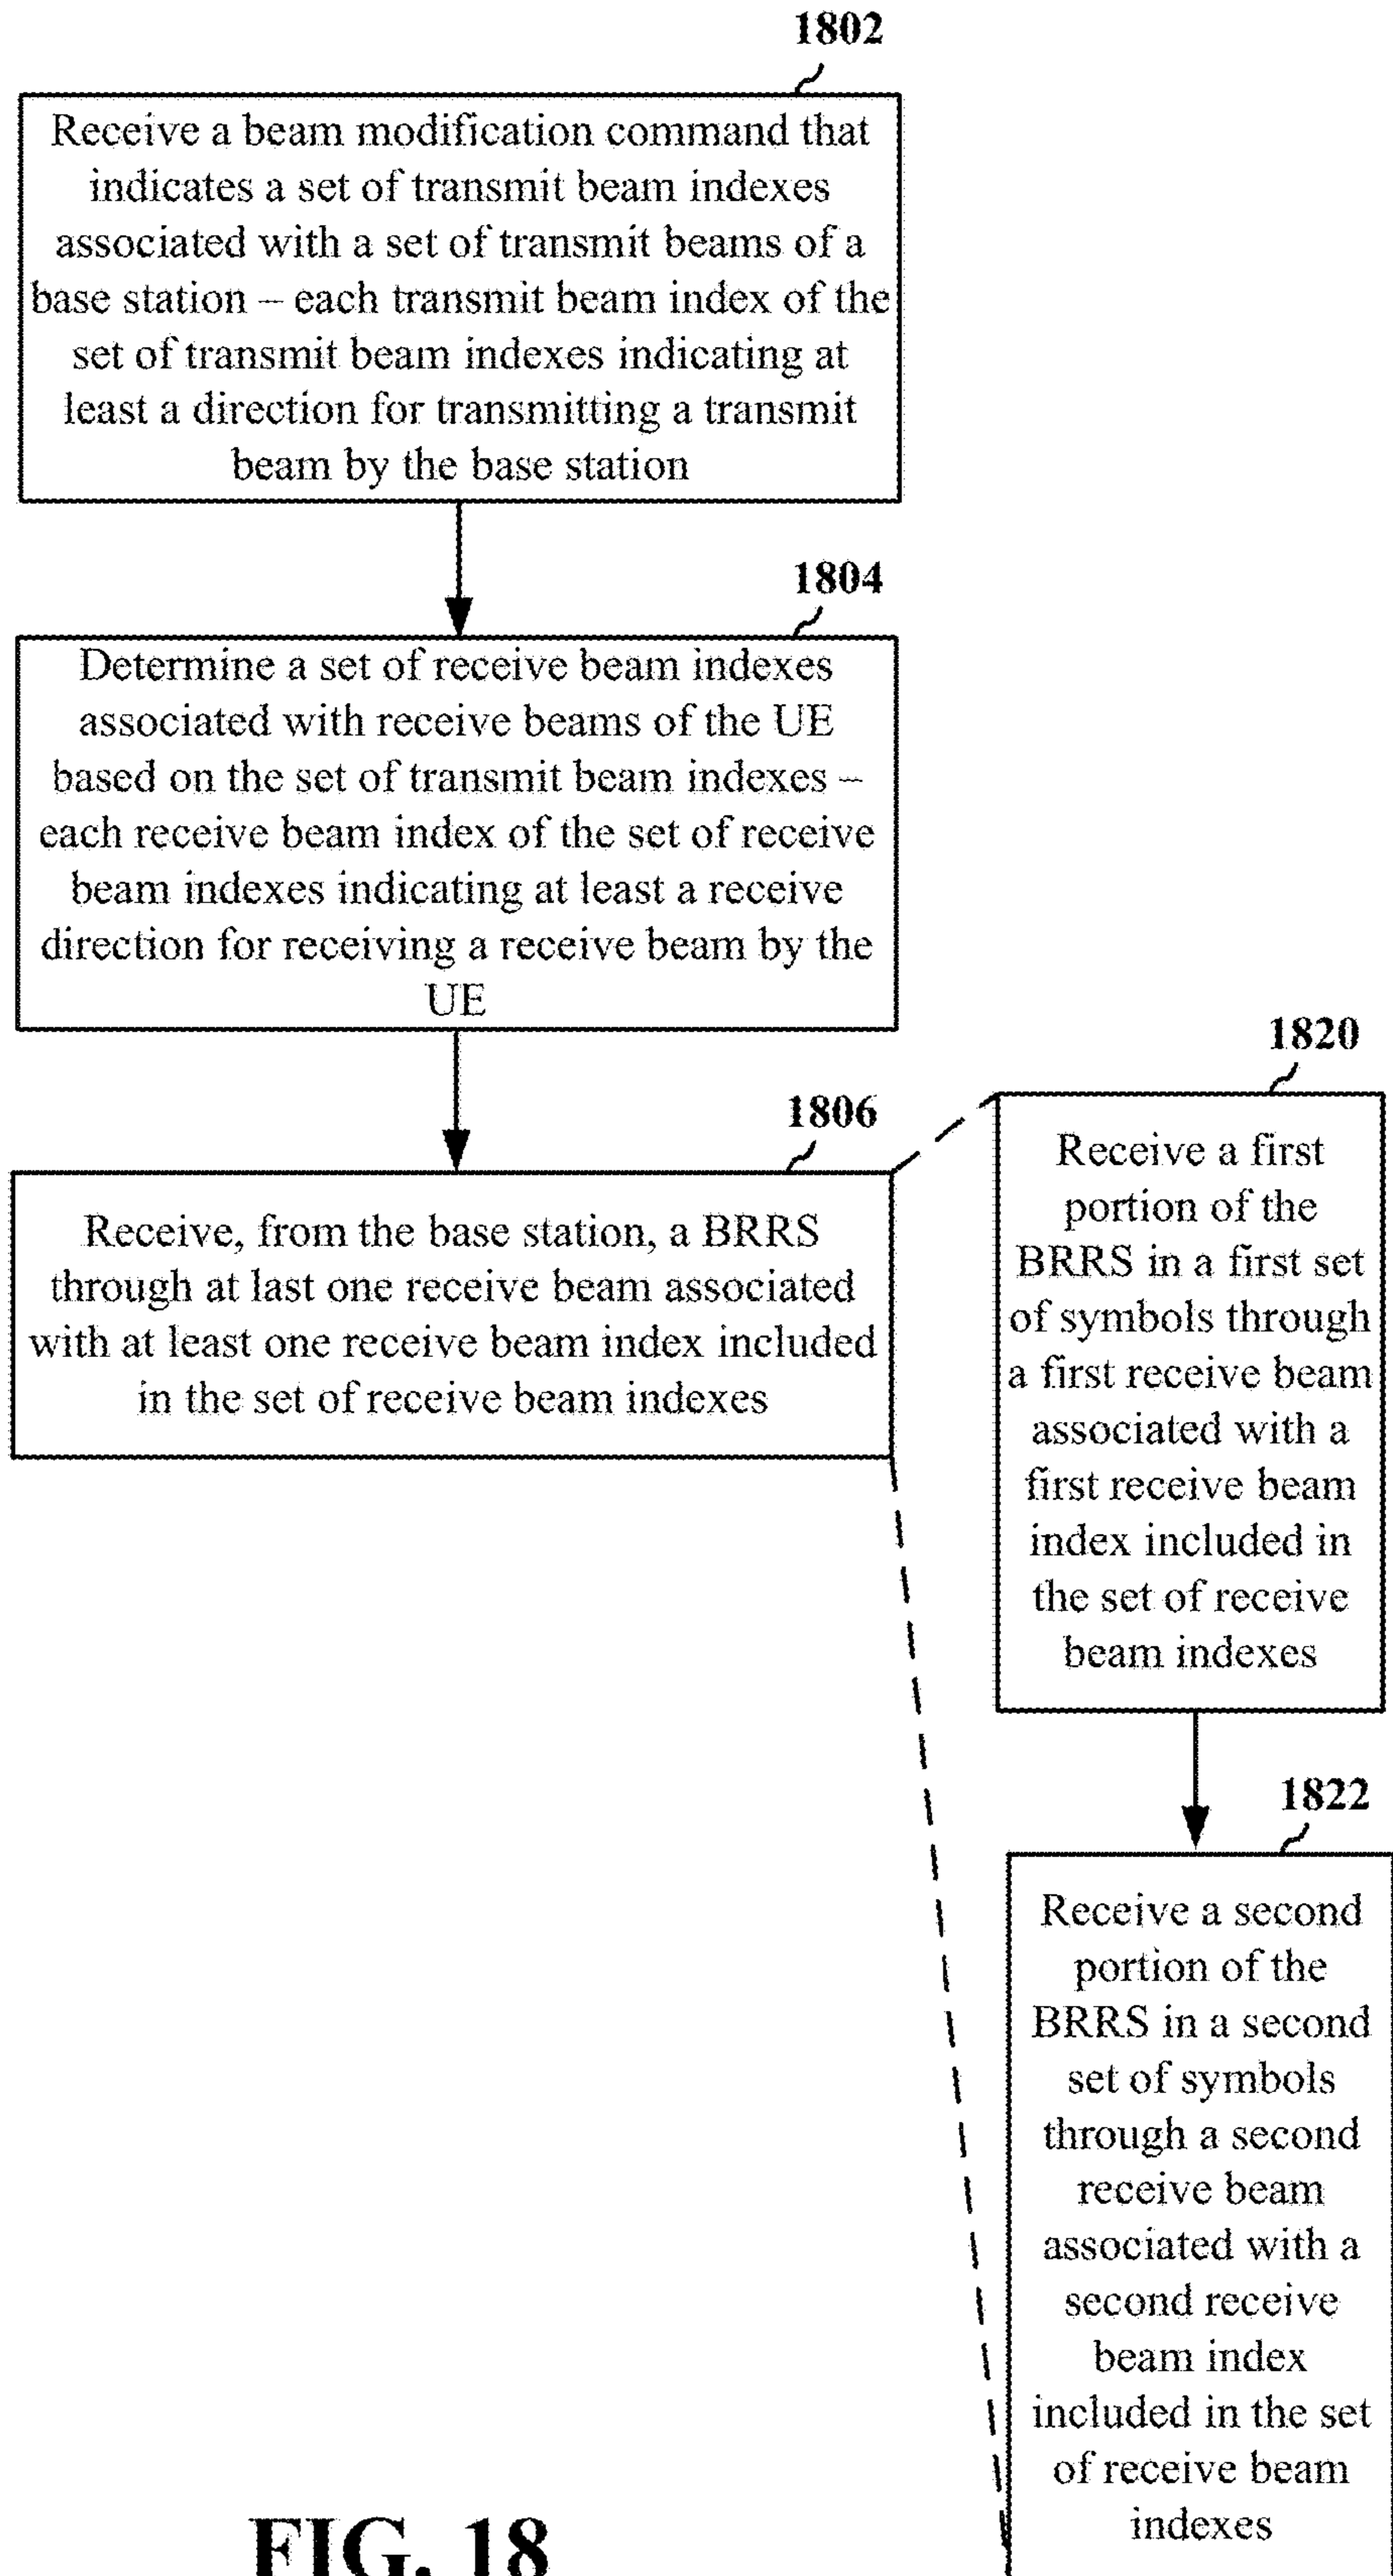 1802
Receive a beam modification command that
indicates a set of transmit beam indexes
associated with a set of transmit beams of a
base station – each transmit beam index of the
set of transmit beam indexes indicating at
least a direction for transmitting a transmit
beam by the base station
1804
Determine a set of receive beam indexes
associated with receive beams of the UE
based on the set of transmit beam indexes –
each receive beam index of the set of receive
beam indexes indicating at least a receive
direction for receiving a receive beam by the
UE
1806
Receive, from the base station, a BRRS
through at last one receive beam associated
with at least one receive beam index included
in the set of receive beam indexes
1820
Receive a first
portion of the
BRRS in a first set
of symbols through
a first receive beam
associated with a
first receive beam
index included in
the set of receive
beam indexes
1822
Receive a second
portion of the
BRRS in a second
set of symbols
through a second
receive beam
associated with a
second receive
beam index
included in the set
of receive beam
indexes
FIG. 18